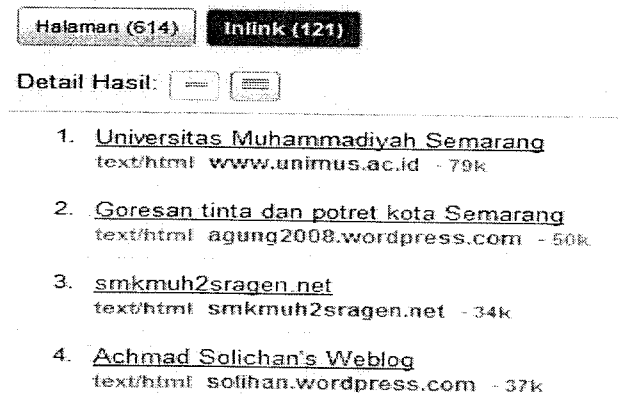 Halaman (614) Inlink (121)
Detail Hasil:
1. Universitas Muhammadiyah Semarang
text/html www.unimus.ac.id - 79k
2. Goresan tinta dan potret kota Semarang
text/html agung2008.wordpress.com - 50k
3. smkmuh2sragen.net
text/html smkmuh2sragen.net - 34k
4. Achmad Solichan's Weblog
text/html solihan.wordpress.com - 37k